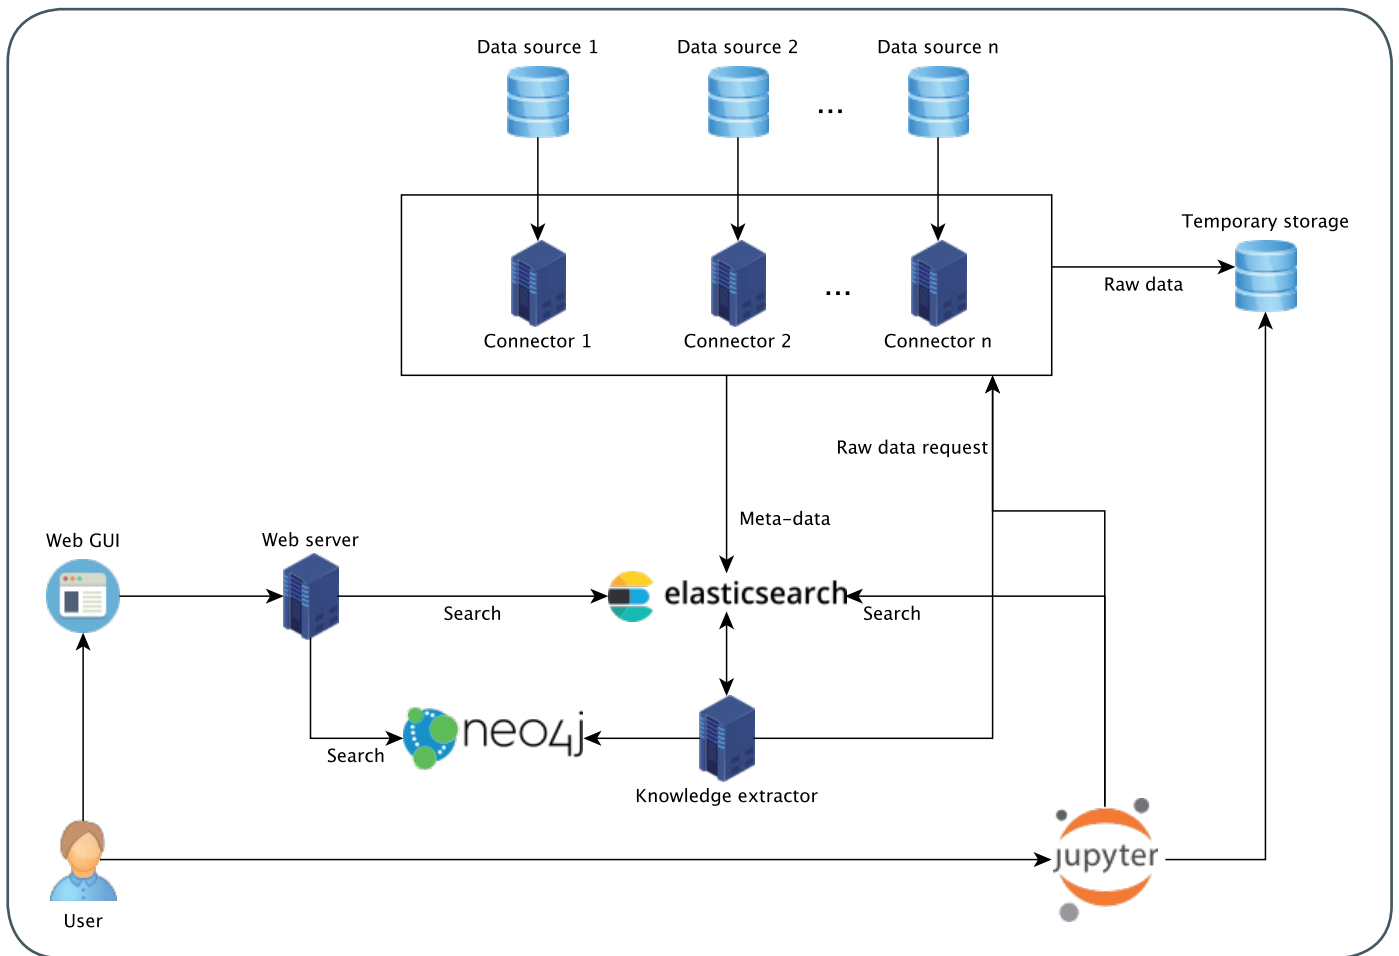 Data source 1
Data source 2
Data source n
...
Temporary storage
...
Raw data
Connector 1
Connector 2
Connector n
Raw data request
Meta-data
Web GUI
Web server
elasticsearch
Search
Search
neo4j
Search
Knowledge extractor
jupyter
User